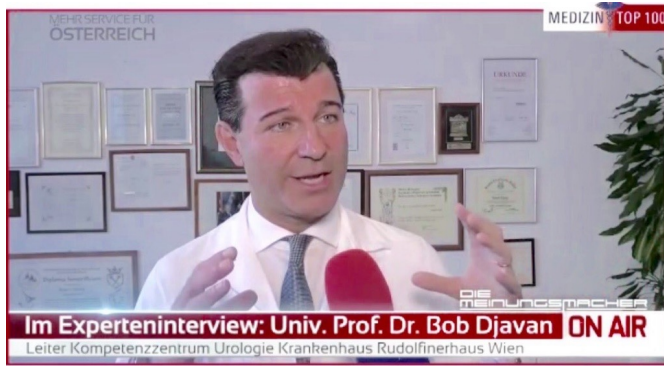 MEHR SERVICE FÜR
ÖSTERREICH
MEDIZIN TOP 100
URKUNDE
DIE
MEINUNGSMACHER
Im Experteninterview: Univ. Prof. Dr. Bob Djavan
ON AIR
Leiter Kompetenzzentrum Urologie Krankenhaus Rudolfinerhaus Wien